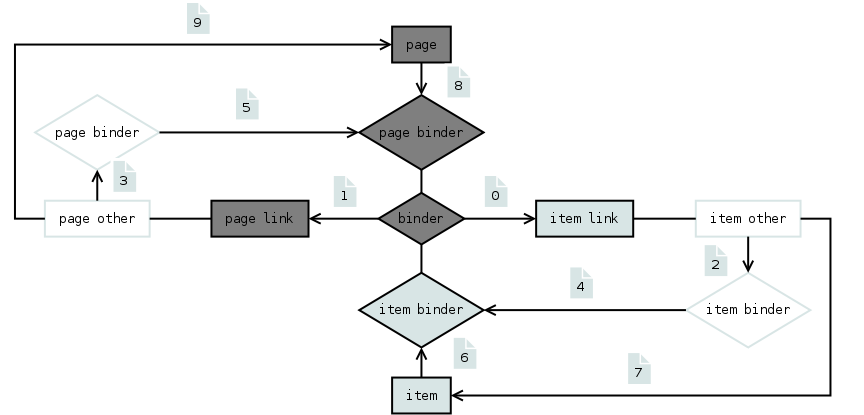 9
page
8
page binder
5
page binder
3
1
0
page other
page link
binder
item link
item other
2
4
item binder
item binder
6
7
item